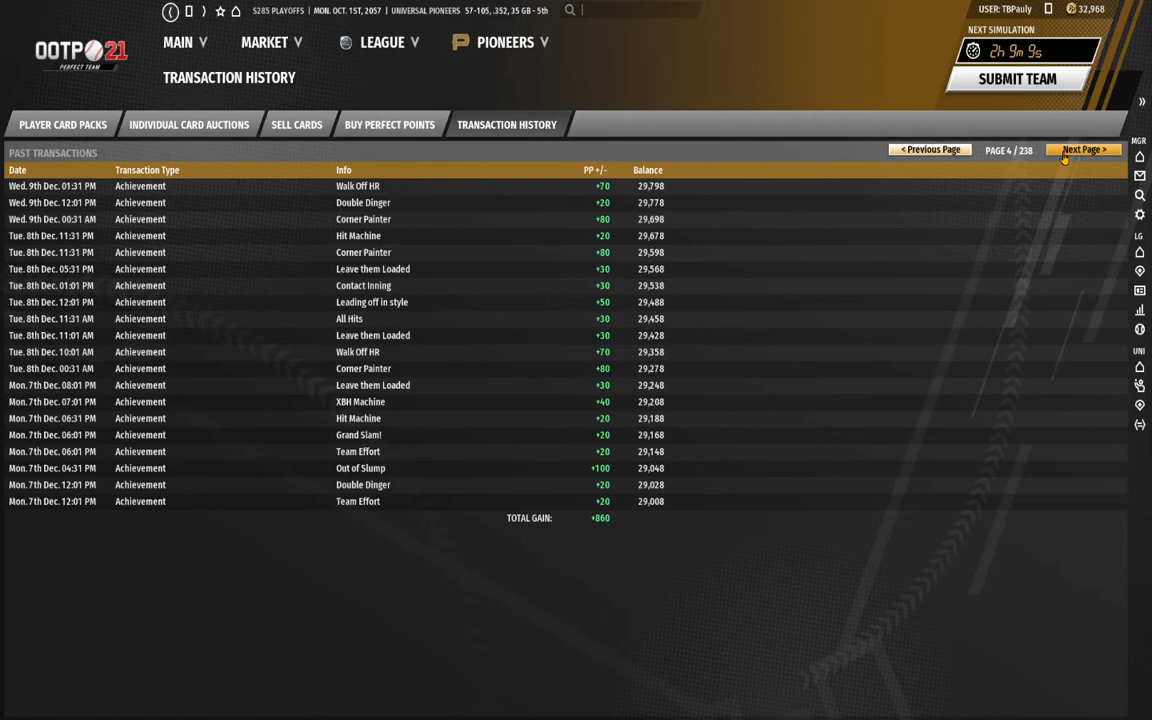 S285 PLAYOFFS | MON. OCT. 1ST, 2057 | UNIVERSAL PIONEERS 57-105, .352, 35 GB - 5th
USER: TBPauly 32,968
OOTP 21
PERFECT TEAM
MAIN MARKET LEAGUE PIONEERS
NEXT SIMULATION
2h 9m 9s
TRANSACTION HISTORY
SUBMIT TEAM
PLAYER CARD PACKS INDIVIDUAL CARD AUCTIONS SELL CARDS BUY PERFECT POINTS TRANSACTION HISTORY
PAST TRANSACTIONS < Previous Page PAGE 4 / 238 Next Page >
Date Transaction Type Info PP +/- Balance
Wed. 9th Dec. 01:31 PM Achievement Walk Off HR +70 29,798
Wed. 9th Dec. 12:01 PM Achievement Double Dinger +20 29,778
Wed. 9th Dec. 00:31 AM Achievement Corner Painter +80 29,698
Tue. 8th Dec. 11:31 PM Achievement Hit Machine +20 29,678
Tue. 8th Dec. 11:31 PM Achievement Corner Painter +80 29,598
Tue. 8th Dec. 05:31 PM Achievement Leave them Loaded +30 29,568
Tue. 8th Dec. 01:01 PM Achievement Contact Inning +30 29,538
Tue. 8th Dec. 12:01 PM Achievement Leading off in style +50 29,488
Tue. 8th Dec. 11:31 AM Achievement All Hits +30 29,458
Tue. 8th Dec. 11:01 AM Achievement Leave them Loaded +30 29,428
Tue. 8th Dec. 10:01 AM Achievement Walk Off HR +70 29,358
Tue. 8th Dec. 00:31 AM Achievement Corner Painter +80 29,278
Mon. 7th Dec. 08:01 PM Achievement Leave them Loaded +30 29,248
Mon. 7th Dec. 07:01 PM Achievement XBH Machine +40 29,208
Mon. 7th Dec. 06:31 PM Achievement Hit Machine +20 29,188
Mon. 7th Dec. 06:01 PM Achievement Grand Slam! +20 29,168
Mon. 7th Dec. 06:01 PM Achievement Team Effort +20 29,148
Mon. 7th Dec. 04:31 PM Achievement Out of Slump +100 29,048
Mon. 7th Dec. 12:01 PM Achievement Double Dinger +20 29,028
Mon. 7th Dec. 12:01 PM Achievement Team Effort +20 29,008
TOTAL GAIN: +860
MGR
LG
UNI